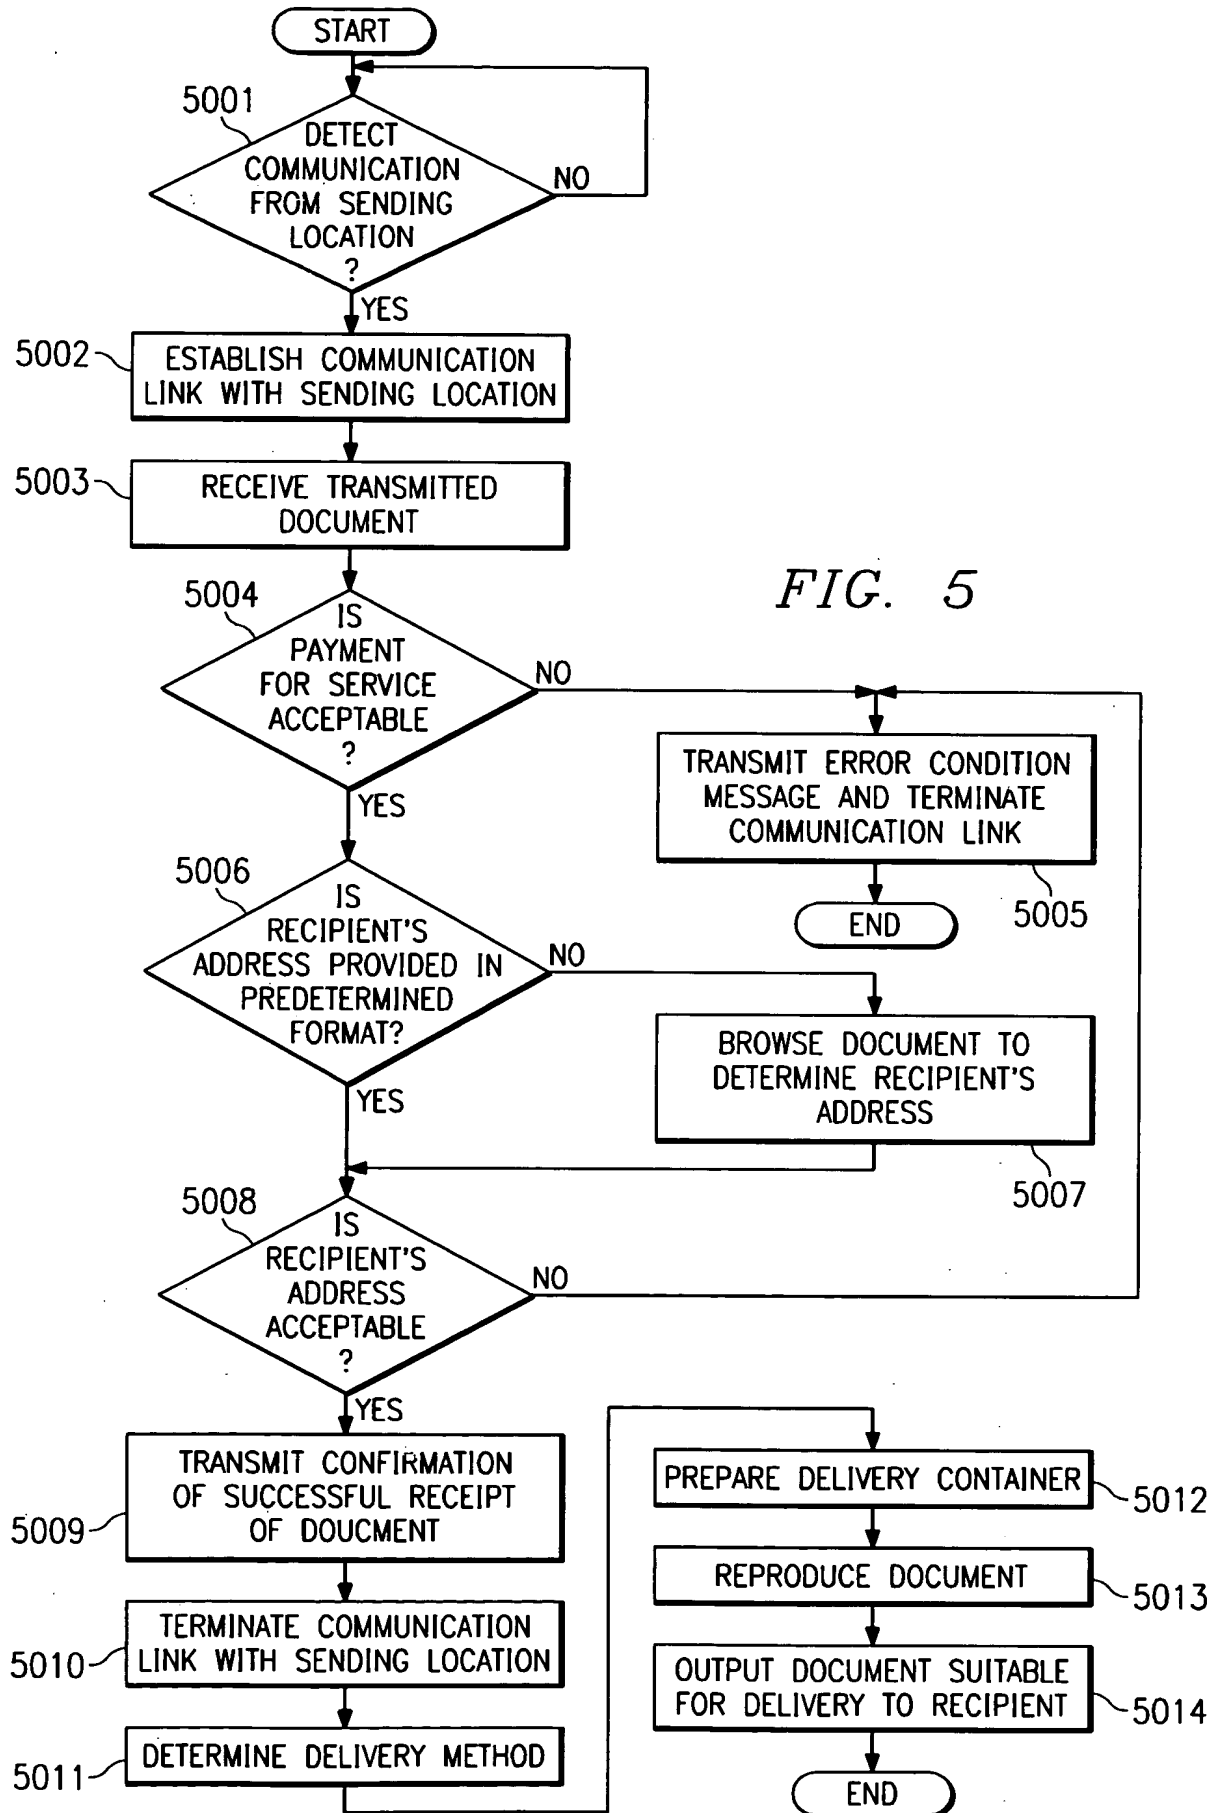 START
5001
DETECT
COMMUNICATION
FROM SENDING
LOCATION
?
NO
YES
5002
ESTABLISH COMMUNICATION
LINK WITH SENDING LOCATION
5003
RECEIVE TRANSMITTED
DOCUMENT
FIG. 5
5004
IS
PAYMENT
FOR SERVICE
ACCEPTABLE
?
NO
YES
TRANSMIT ERROR CONDITION
MESSAGE AND TERMINATE
COMMUNICATION LINK
5005
END
5006
IS
RECIPIENT'S
ADDRESS PROVIDED IN
PREDETERMINED
FORMAT?
NO
YES
BROWSE DOCUMENT TO
DETERMINE RECIPIENT'S
ADDRESS
5007
5008
IS
RECIPIENT'S
ADDRESS
ACCEPTABLE
?
NO
YES
TRANSMIT CONFIRMATION
OF SUCCESSFUL RECEIPT
OF DOUCMENT
5009
TERMINATE COMMUNICATION
LINK WITH SENDING LOCATION
5010
DETERMINE DELIVERY METHOD
5011
PREPARE DELIVERY CONTAINER
5012
REPRODUCE DOCUMENT
5013
OUTPUT DOCUMENT SUITABLE
FOR DELIVERY TO RECIPIENT
5014
END